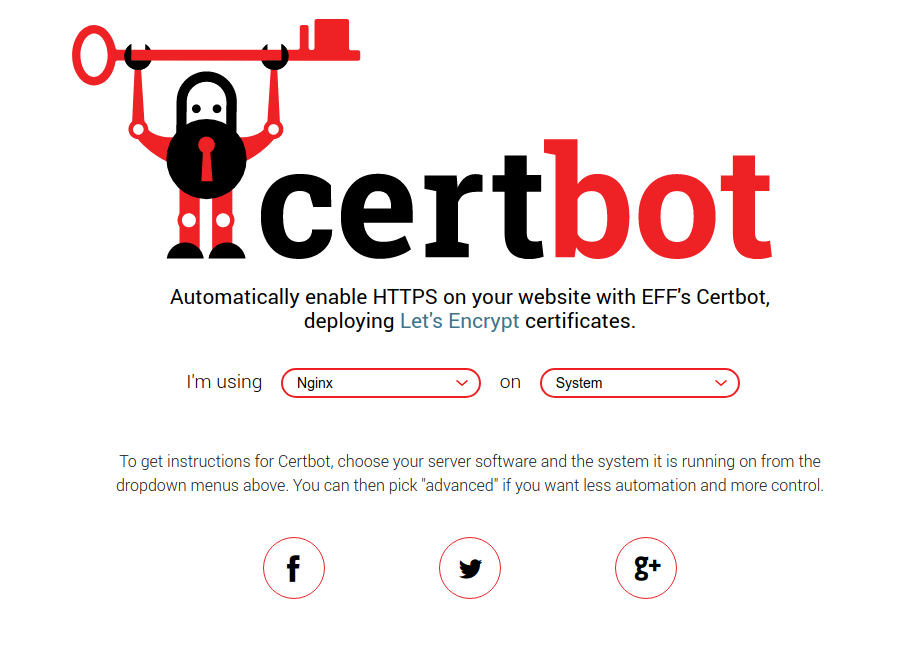 certbot
Automatically enable HTTPS on your website with EFF's Certbot,
deploying Let's Encrypt certificates.
I'm using Nginx on System
To get instructions for Certbot, choose your server software and the system it is running on from the
dropdown menus above. You can then pick "advanced" if you want less automation and more control.
f g+